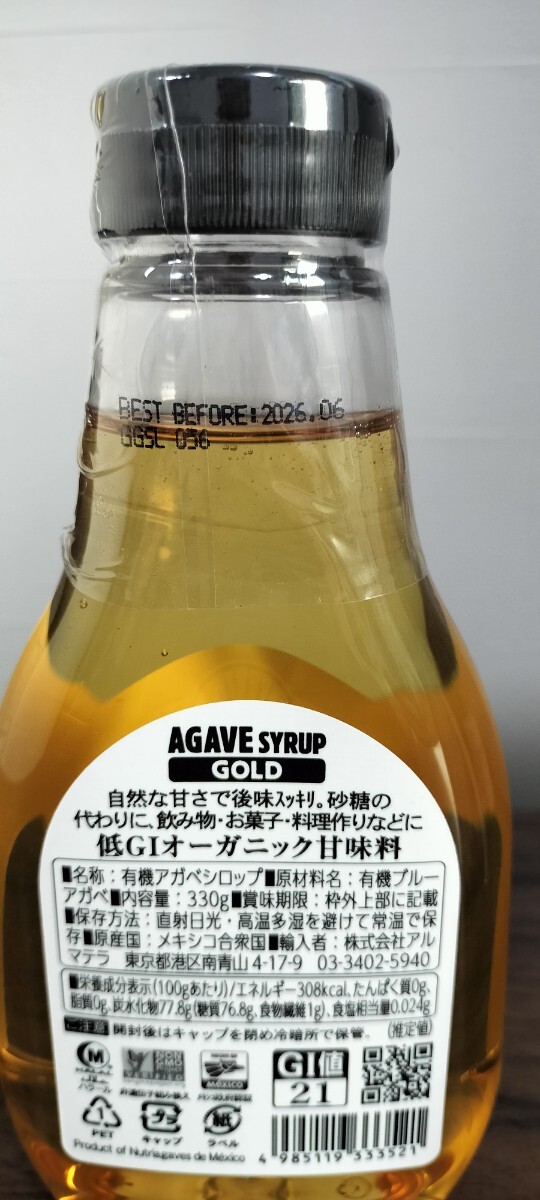 BEST BEFORE:2026.06
AGAVE SYRUP
GOLD
自然な甘さで後味スッキリ。砂糖の
代わりに、飲み物・お菓子・料理作りなどに
低GIオーガニック甘味料
■名称：有機アガベシロップ■原材料名：有機ブルー
アガベ■内容量：330g■賞味期限：枠外上部に記載
■保存方法：直射日光・高温多湿を避けて常温で保
存■原産国：メキシコ合衆国■輸入者：株式会社アル
マテラ 東京都港区南青山4-17-9 03-3402-5940
■栄養成分表示(100gあたり)/エネルギー308kcal、たんぱく質0g、
脂質0g、炭水化物77.8g(糖質76.8g、食物繊維1g)、食塩相当量0.024g
ご注意 開封後はキャップを閉め冷暗所で保管。 (推定値)
M
MÉXICO
GI値
21
1
PET
プラ
キャップ
紙
ラベル
Product of Nutriagaves de México
4 985119 333521